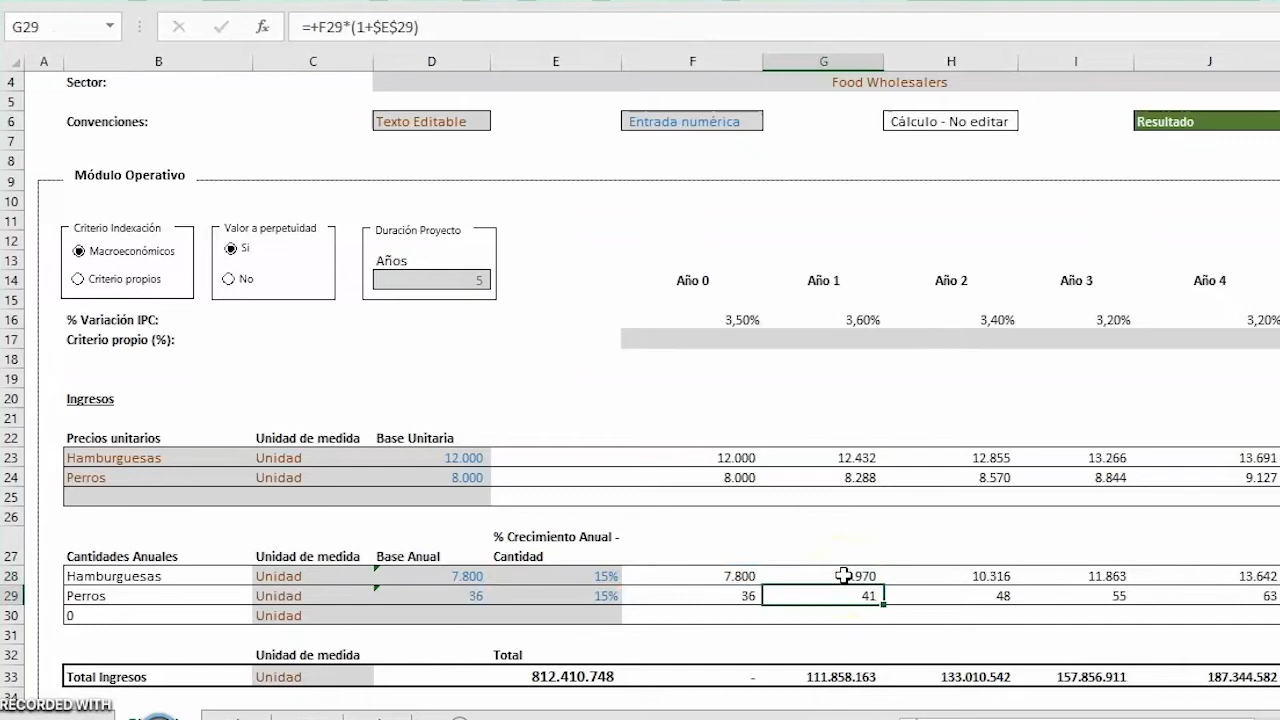 G29 fx =+F29*(1+$E$29)
A B C D E F G H I J
4 Sector: Food Wholesalers
5
6 Convenciones: Texto Editable Entrada numérica Cálculo - No editar Resultado
7
8
9 Módulo Operativo
10
11 Criterio Indexación Valor a perpetuidad Duración Proyecto
12 Macroeconómicos Si
13 Criterio propios No Años
14 5 Año 0 Año 1 Año 2 Año 3 Año 4
15
16 % Variación IPC: 3,50% 3,60% 3,40% 3,20% 3,20%
17 Criterio propio (%):
18
19
20 Ingresos
21
22 Precios unitarios Unidad de medida Base Unitaria
23 Hamburguesas Unidad 12.000 12.000 12.432 12.855 13.266 13.691
24 Perros Unidad 8.000 8.000 8.288 8.570 8.844 9.127
25
26
% Crecimiento Anual -
27 Cantidades Anuales Unidad de medida Base Anual Cantidad
28 Hamburguesas Unidad 7.800 15% 7.800 970 10.316 11.863 13.642
29 Perros Unidad 36 15% 36 41 48 55 63
30 0 Unidad
31
32 Unidad de medida Total
33 Total Ingresos Unidad 812.410.748 - 111.858.163 133.010.542 157.856.911 187.344.582
34
RECORDED WITH